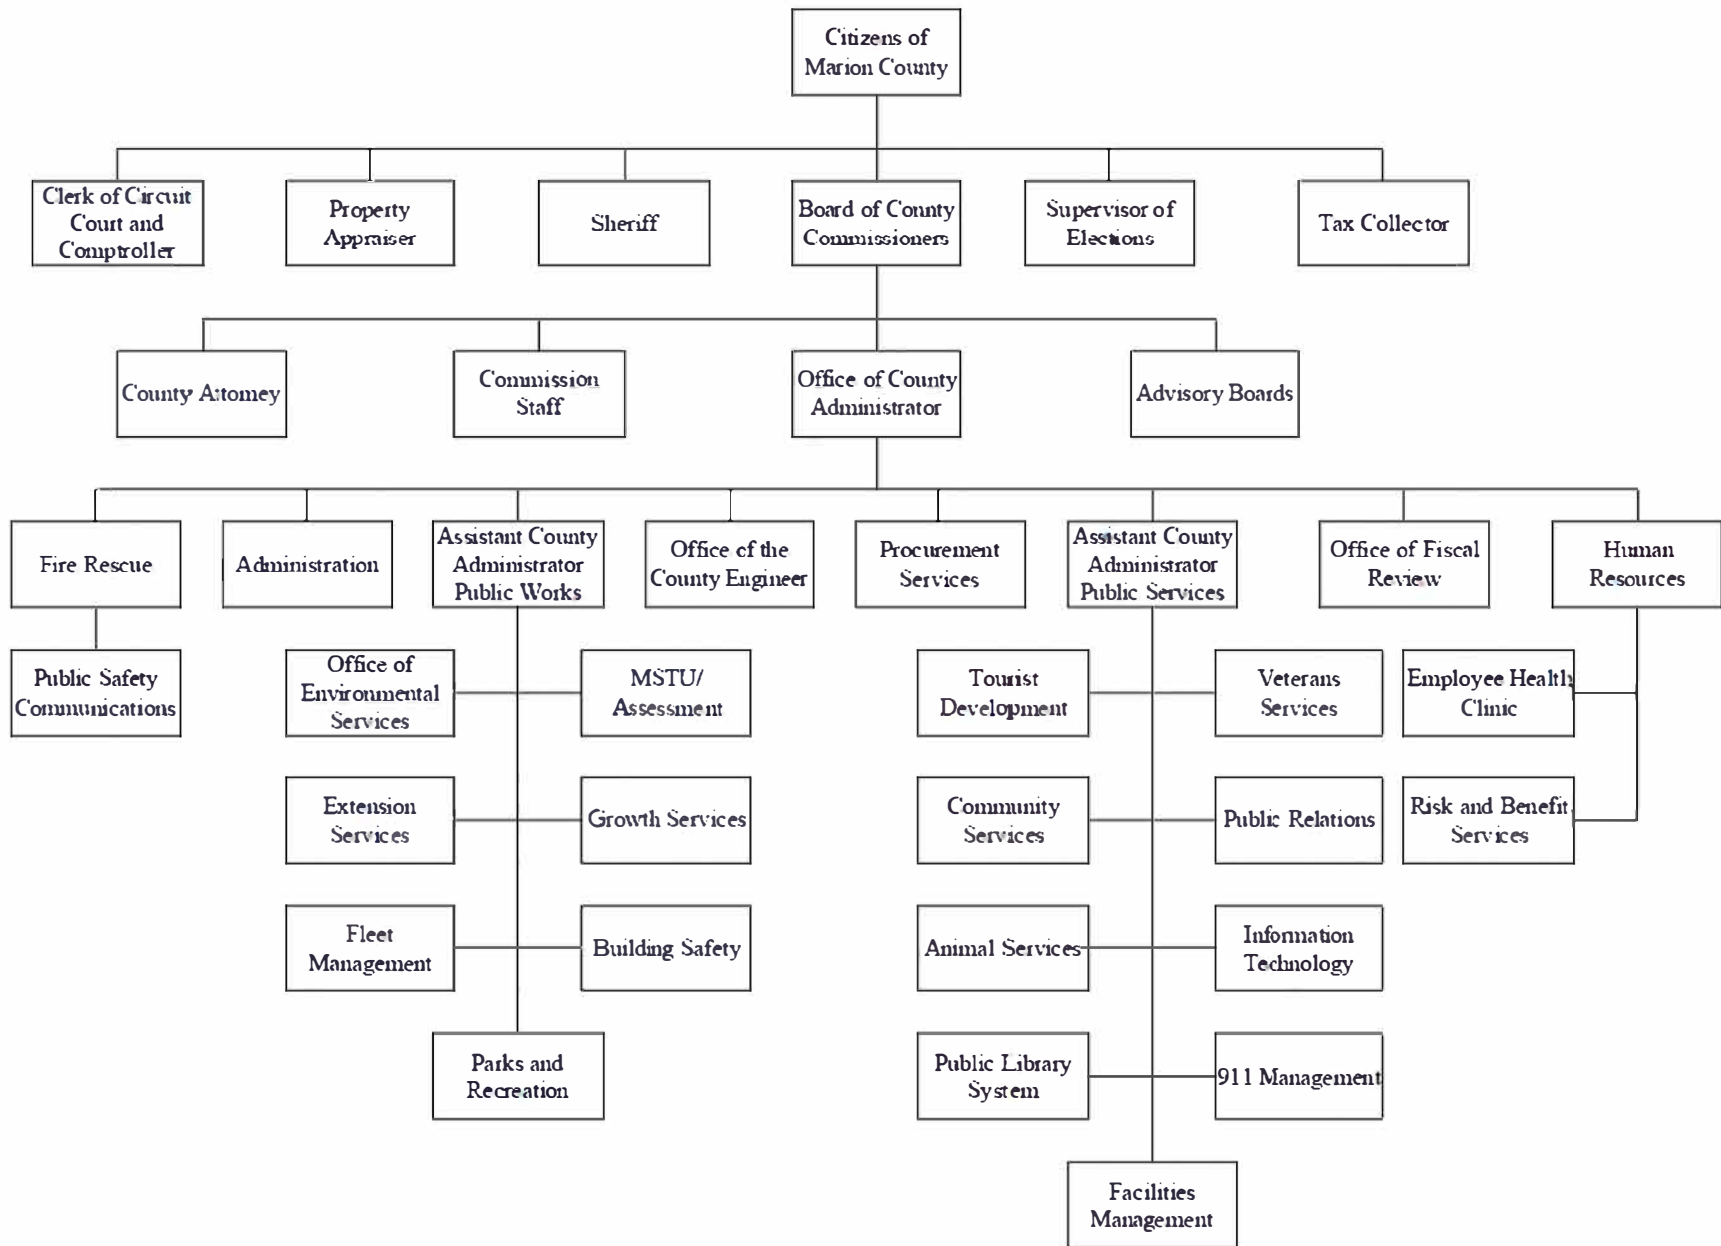 Citizens of
Marion County
Clerk of Circuit
Court and
Comptroller
Property
Appraiser
Sheriff
Board of County
Commissioners
Supervisor of
Elections
Tax Collector
County Attorney
Commission
Staff
Office of County
Administrator
Advisory Boards
Fire Rescue
Administration
Assistant County
Administrator
Public Works
Office of the
County Engineer
Procurement
Services
Assistant County
Administrator
Public Services
Office of Fiscal
Review
Human
Resources
Public Safety
Communications
Office of
Environmental
Services
MSTU/
Assessment
Tourist
Development
Veterans
Services
Employee Health
Clinic
Extension
Services
Growth Services
Community
Services
Public Relations
Risk and Benefit
Services
Fleet
Management
Building Safety
Animal Services
Information
Technology
Parks and
Recreation
Public Library
System
911 Management
Facilities
Management